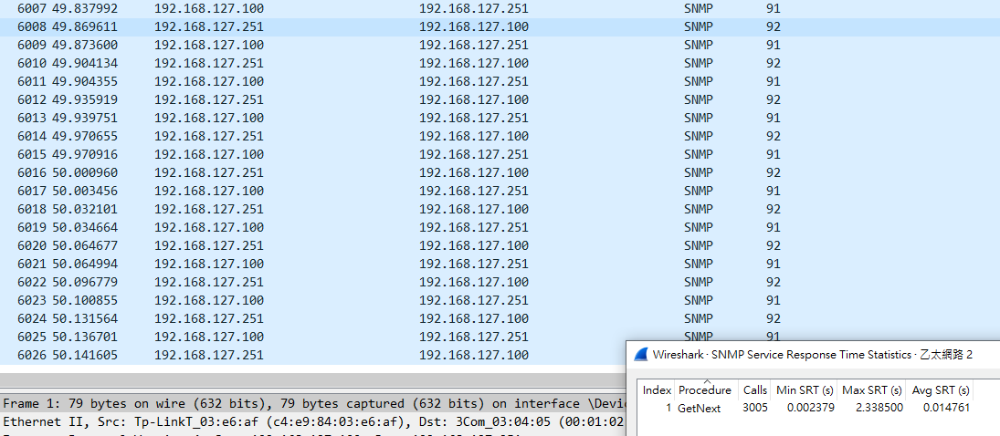 6007 49.837992 192.168.127.100 192.168.127.251 SNMP 91
6008 49.869611 192.168.127.251 192.168.127.100 SNMP 92
6009 49.873600 192.168.127.100 192.168.127.251 SNMP 91
6010 49.904134 192.168.127.251 192.168.127.100 SNMP 92
6011 49.904355 192.168.127.100 192.168.127.251 SNMP 91
6012 49.935919 192.168.127.251 192.168.127.100 SNMP 92
6013 49.939751 192.168.127.100 192.168.127.251 SNMP 91
6014 49.970655 192.168.127.251 192.168.127.100 SNMP 92
6015 49.970916 192.168.127.100 192.168.127.251 SNMP 91
6016 50.000960 192.168.127.251 192.168.127.100 SNMP 92
6017 50.003456 192.168.127.100 192.168.127.251 SNMP 91
6018 50.032101 192.168.127.251 192.168.127.100 SNMP 92
6019 50.034664 192.168.127.100 192.168.127.251 SNMP 91
6020 50.064677 192.168.127.251 192.168.127.100 SNMP 92
6021 50.064994 192.168.127.100 192.168.127.251 SNMP 91
6022 50.096779 192.168.127.251 192.168.127.100 SNMP 92
6023 50.100855 192.168.127.100 192.168.127.251 SNMP 91
6024 50.131564 192.168.127.251 192.168.127.100 SNMP 92
6025 50.136701 192.168.127.100 192.168.127.251 SNMP 91
6026 50.141605 192.168.127.251 192.168.127.100
Wireshark · SNMP Service Response Time Statistics · 乙太網路 2
Index Procedure Calls Min SRT (s) Max SRT (s) Avg SRT (s)
1 GetNext 3005 0.002379 2.338500 0.014761
Frame 1: 79 bytes on wire (632 bits), 79 bytes captured (632 bits) on interface \Devi
Ethernet II, Src: Tp-LinkT_03:e6:af (c4:e9:84:03:e6:af), Dst: 3Com_03:04:05 (00:01:02